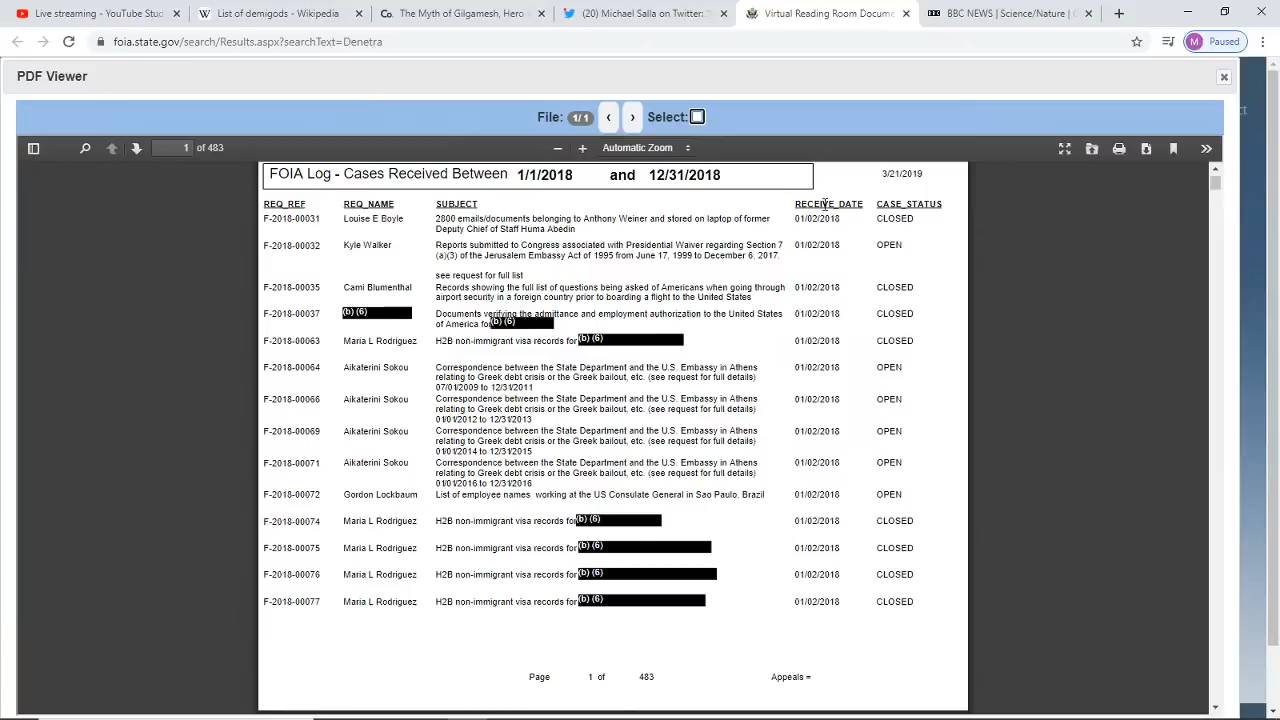 Live streaming - YouTube Stud
List of demigods - Wikipedia
Co. The Myth of Gilgamesh, Hero
(20) Michael Salla on Twitter:
Virtual Reading Room Docume
BBC NEWS | Science/Nature | G
foia.state.gov/search/Results.aspx?searchText=Denetra
M Paused
PDF Viewer
File: 1/1 Select:
1 of 483 Automatic Zoom
FOIA Log - Cases Received Between 1/1/2018 and 12/31/2018 3/21/2019
REQ_REF REQ_NAME SUBJECT RECEIVE_DATE CASE_STATUS
F-2018-00031 Louise E Boyle 2800 emails/documents belonging to Anthony Weiner and stored on laptop of former 01/02/2018 CLOSED
Deputy Chief of Staff Huma Abedin
F-2018-00032 Kyle Walker Reports submitted to Congress associated with Presidential Waiver regarding Section 7 01/02/2018 OPEN
(a)(3) of the Jerusalem Embassy Act of 1995 from June 17, 1999 to December 6, 2017.
see request for full list
F-2018-00035 Cami Blumenthal Records showing the full list of questions being asked of Americans when going through 01/02/2018 CLOSED
airport security in a foreign country prior to boarding a flight to the United States
F-2018-00037 (b) (6) Documents verifying the admittance and employment authorization to the United States 01/02/2018 CLOSED
of America for (b) (6)
F-2018-00063 Maria L Rodriguez H2B non-immigrant visa records for (b) (6) 01/02/2018 CLOSED
F-2018-00064 Aikaterini Sokou Correspondence between the State Department and the U.S. Embassy in Athens 01/02/2018 OPEN
relating to Greek debt crisis or the Greek bailout, etc. (see request for full details)
07/01/2009 to 12/31/2011
F-2018-00066 Aikaterini Sokou Correspondence between the State Department and the U.S. Embassy in Athens 01/02/2018 OPEN
relating to Greek debt crisis or the Greek bailout, etc. (see request for full details)
01/01/2012 to 12/31/2013
F-2018-00069 Aikaterini Sokou Correspondence between the State Department and the U.S. Embassy in Athens 01/02/2018 OPEN
relating to Greek debt crisis or the Greek bailout, etc. (see request for full details)
01/01/2014 to 12/31/2015
F-2018-00071 Aikaterini Sokou Correspondence between the State Department and the U.S. Embassy in Athens 01/02/2018 OPEN
relating to Greek debt crisis or the Greek bailout, etc. (see request for full details)
01/01/2016 to 12/31/2016
F-2018-00072 Gordon Lockbaum List of employee names working at the US Consulate General in Sao Paulo, Brazil 01/02/2018 OPEN
F-2018-00074 Maria L Rodriguez H2B non-immigrant visa records for (b) (6) 01/02/2018 CLOSED
F-2018-00075 Maria L Rodriguez H2B non-immigrant visa records for (b) (6) 01/02/2018 CLOSED
F-2018-00076 Maria L Rodriguez H2B non-immigrant visa records for (b) (6) 01/02/2018 CLOSED
F-2018-00077 Maria L Rodriguez H2B non-immigrant visa records for (b) (6) 01/02/2018 CLOSED
Page 1 of 483 Appeals =